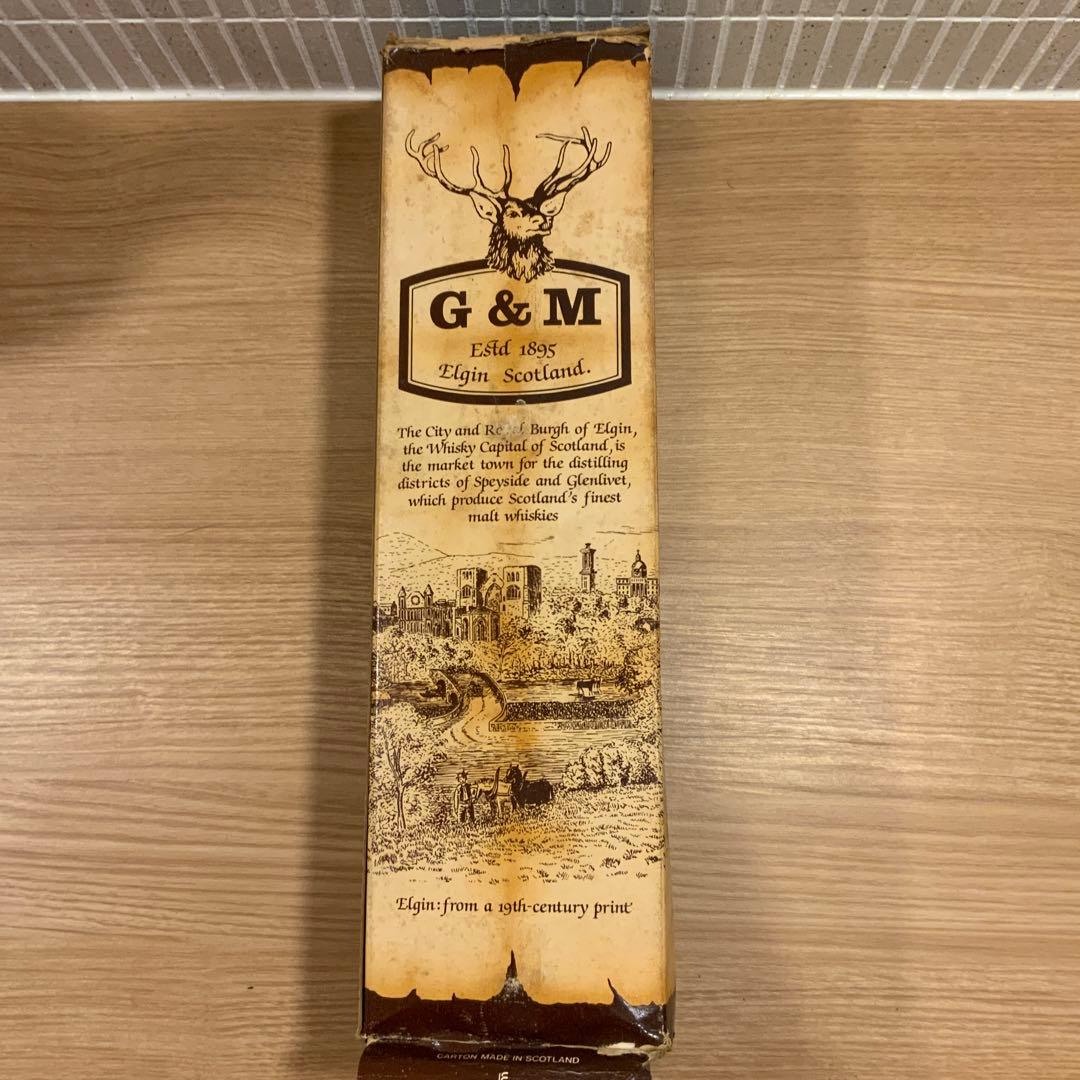 G & M
Estd 1895
Elgin Scotland.
The City and Royal Burgh of Elgin,
the Whisky Capital of Scotland, is
the market town for the distilling
districts of Speyside and Glenlivet,
which produce Scotland's finest
malt whiskies
Elgin: from a 19th-century print
CARTON MADE IN SCOTLAND